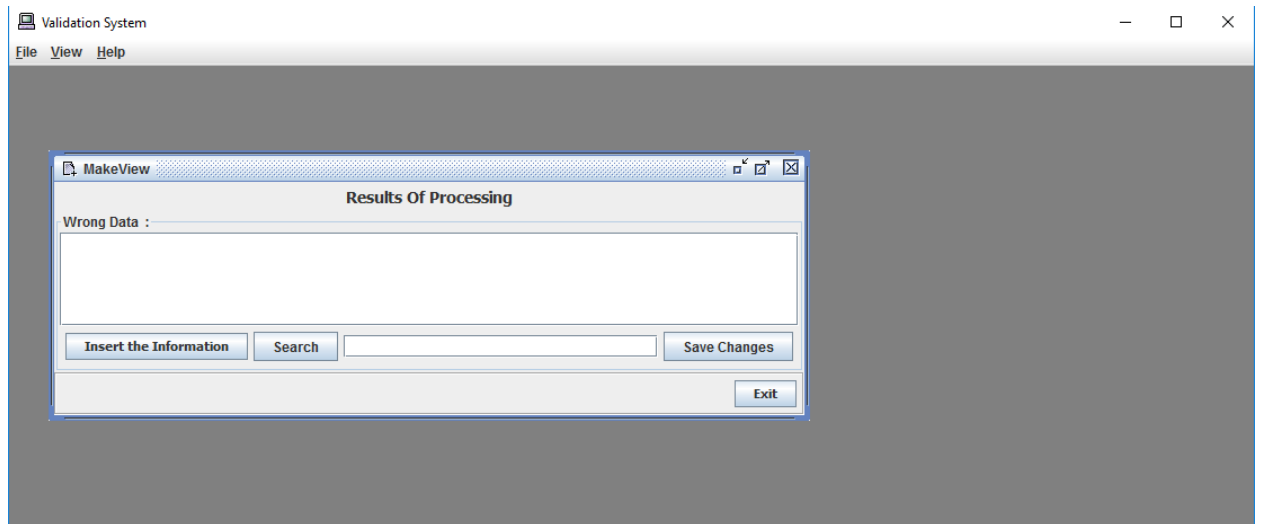 Validation System
File View Help
MakeView
Results Of Processing
Wrong Data :
Insert the Information Search Save Changes
Exit